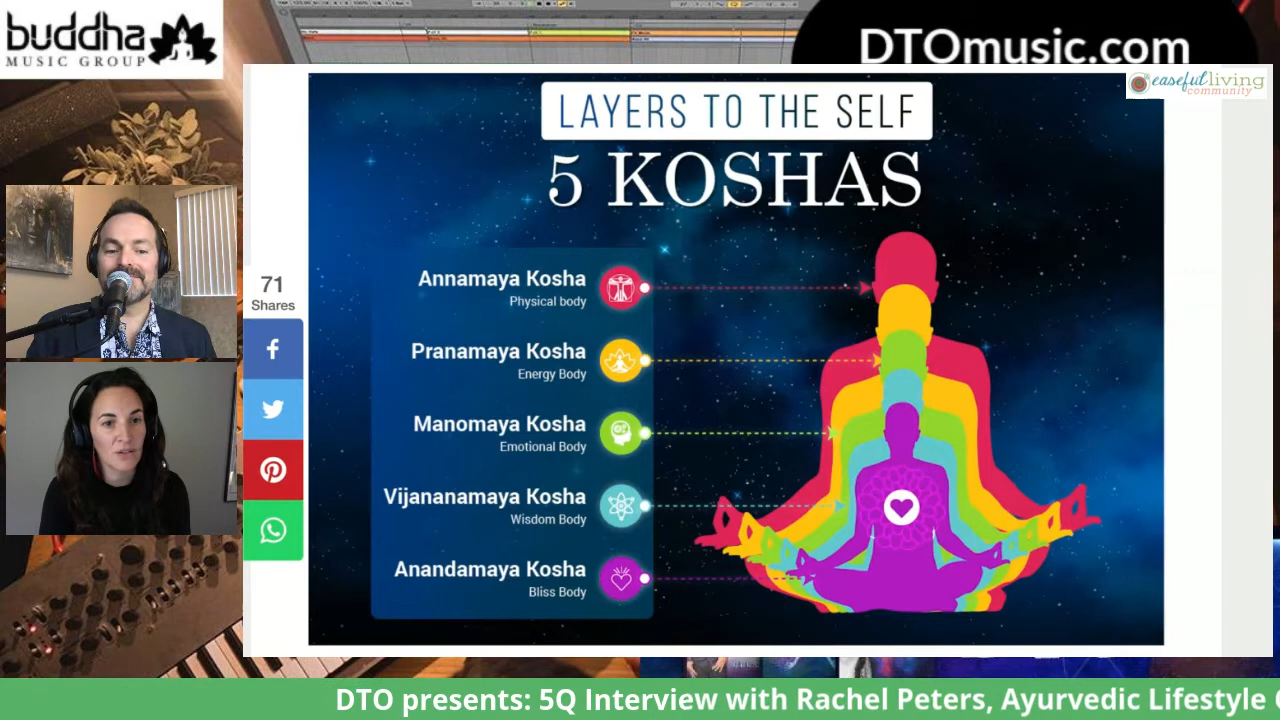 buddha
MUSIC GROUP
DTOmusic.com
easefulliving
community
LAYERS TO THE SELF
5 KOSHAS
71
Shares
Annamaya Kosha
Physical body
Pranamaya Kosha
Energy Body
Manomaya Kosha
Emotional Body
Vijananamaya Kosha
Wisdom Body
Anandamaya Kosha
Bliss Body
DTO presents: 5Q Interview with Rachel Peters, Ayurvedic Lifestyle